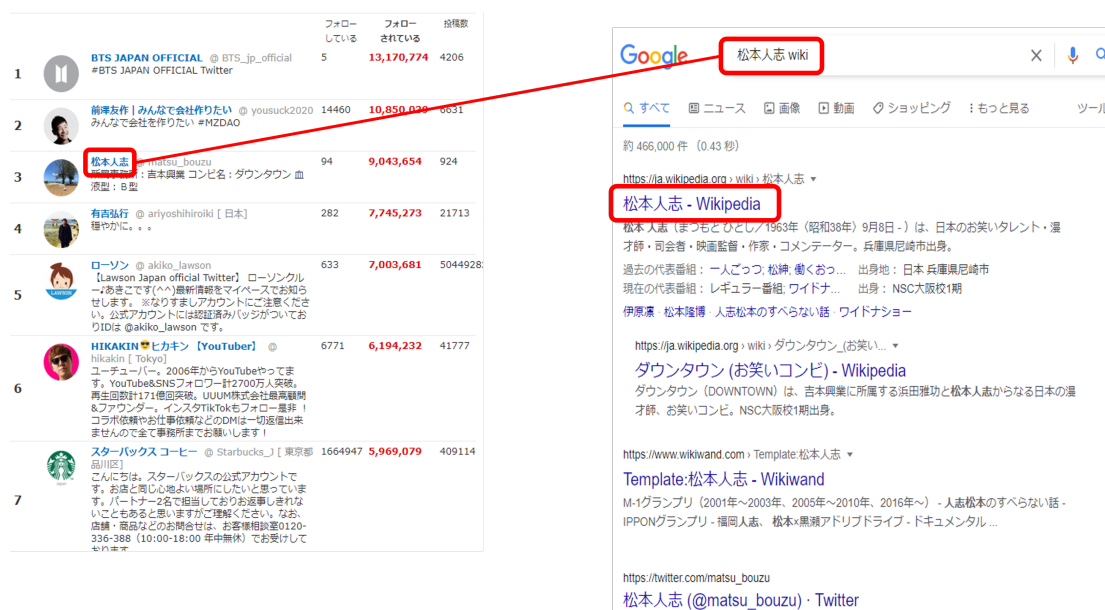 フォロー
している
フォロー
されている
投稿数
1
BTS JAPAN OFFICIAL @ BTS_jp_official
#BTS JAPAN OFFICIAL Twitter
5
13,170,774
4206
2
前澤友作┃みんなで会社作りたい @ yousuck2020
みんなで会社を作りたい #MZDAO
14460
10,850,029
6631
3
松本人志 @ matsu_bouzu
所属事務所：吉本興業 コンビ名：ダウンタウン 血
液型：Ｂ型
94
9,043,654
924
4
有吉弘行 @ ariyoshihiroiki [ 日本]
穏やかに。。。
282
7,745,273
21713
5
ローソン @ akiko_lawson
【Lawson Japan official Twitter】 ローソンクル
ー♪あきこです(^^)最新情報をマイペースでお知ら
せします。 ※なりすましアカウントにご注意くださ
い。公式アカウントには認証済みバッジがついてお
りIDは @akiko_lawson です。
633
7,003,681
5044928
LAWSON
6
HIKAKIN😎ヒカキン 【YouTuber】 @
hikakin [ Tokyo]
ユーチューバー。2006年からYouTubeやってま
す。YouTube&SNSフォロワー計2700万人突破。
再生回数計171億回突破。UUUM株式会社最高顧問
&ファウンダー。インスタTikTokもフォロー是非 !
コラボ依頼やお仕事依頼などのDMは一切返信出来
ませんので全て事務所までお願いします !
6771
6,194,232
41777
7
スターバックス コーヒー @ Starbucks_J [ 東京都
品川区]
こんにちは。スターバックスの公式アカウントで
す。お店と同じ心地よい場所にしたいと思っていま
す。パートナー2名で担当しておりお返事しきれな
いこともあると思いますがご理解ください。なお、
店舗・商品などのお問合せは、お客様相談室0120-
336-388（10:00-18:00 年中無休）でお受けして
おります
1664947
5,969,079
409114
Google
松本人志 wiki
すべて
ニュース
画像
動画
ショッピング
もっと見る
ツール
約 466,000 件 （0.43 秒）
https://ja.wikipedia.org › wiki › 松本人志
松本人志 - Wikipedia
松本 人志（まつもと ひとし／1963年（昭和38年）9月8日 - ）は、日本のお笑いタレント・漫
才師・司会者・映画監督・作家・コメンテーター。兵庫県尼崎市出身。
過去の代表番組： 一人ごっつ; 松紳; 働くおっ... 出身地： 日本 兵庫県尼崎市
現在の代表番組： レギュラー番組; ワイドナ... 出身： NSC大阪校1期
伊原凛 · 松本隆博 · 人志松本のすべらない話 · ワイドナショー
https://ja.wikipedia.org › wiki › ダウンタウン_(お笑い...
ダウンタウン (お笑いコンビ) - Wikipedia
ダウンタウン（DOWNTOWN）は、吉本興業に所属する浜田雅功と松本人志からなる日本の漫
才師、お笑いコンビ。NSC大阪校1期出身。
https://www.wikiwand.com › Template:松本人志
Template:松本人志 - Wikiwand
M-1グランプリ（2001年～2003年、2005年～2010年、2016年～） - 人志松本のすべらない話 -
IPPONグランプリ - 福岡人志、 松本×黒瀬アドリブドライブ - ドキュメンタル ...
https://twitter.com/matsu_bouzu
松本人志 (@matsu_bouzu) · Twitter